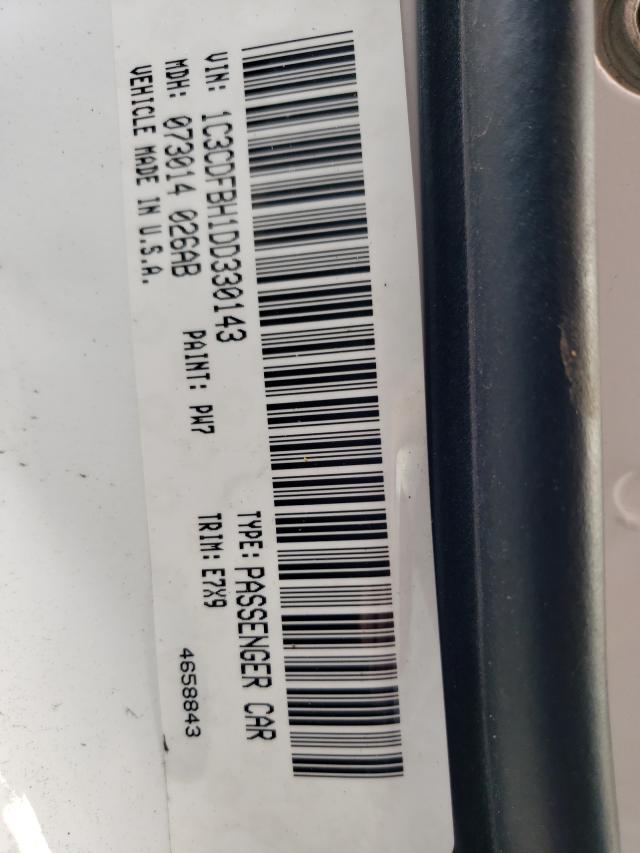 VIN: 1C3CDFBH1DD330143 TYPE: PASSENGER CAR
MDH: 073014 026AB PAINT: PW7 TRIM: E7X9
VEHICLE MADE IN U.S.A. 4658843